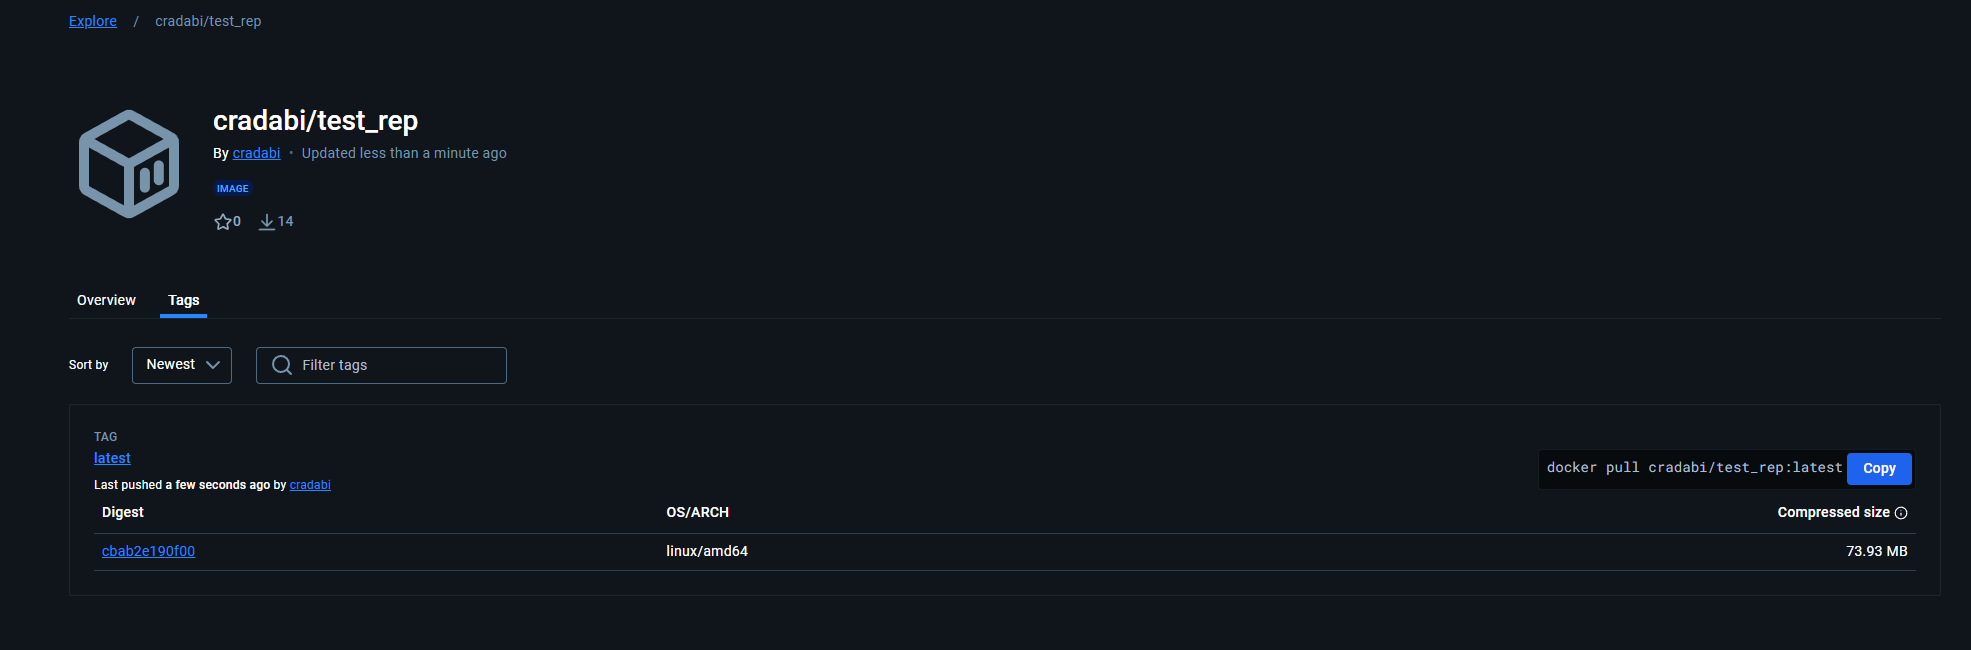 Explore / cradabi/test_rep
cradabi/test_rep
By cradabi • Updated less than a minute ago
IMAGE
0 14
Overview Tags
Sort by Newest Filter tags
TAG
latest
docker pull cradabi/test_rep:latest Copy
Last pushed a few seconds ago by cradabi
Digest OS/ARCH Compressed size
cbab2e190f00 linux/amd64 73.93 MB